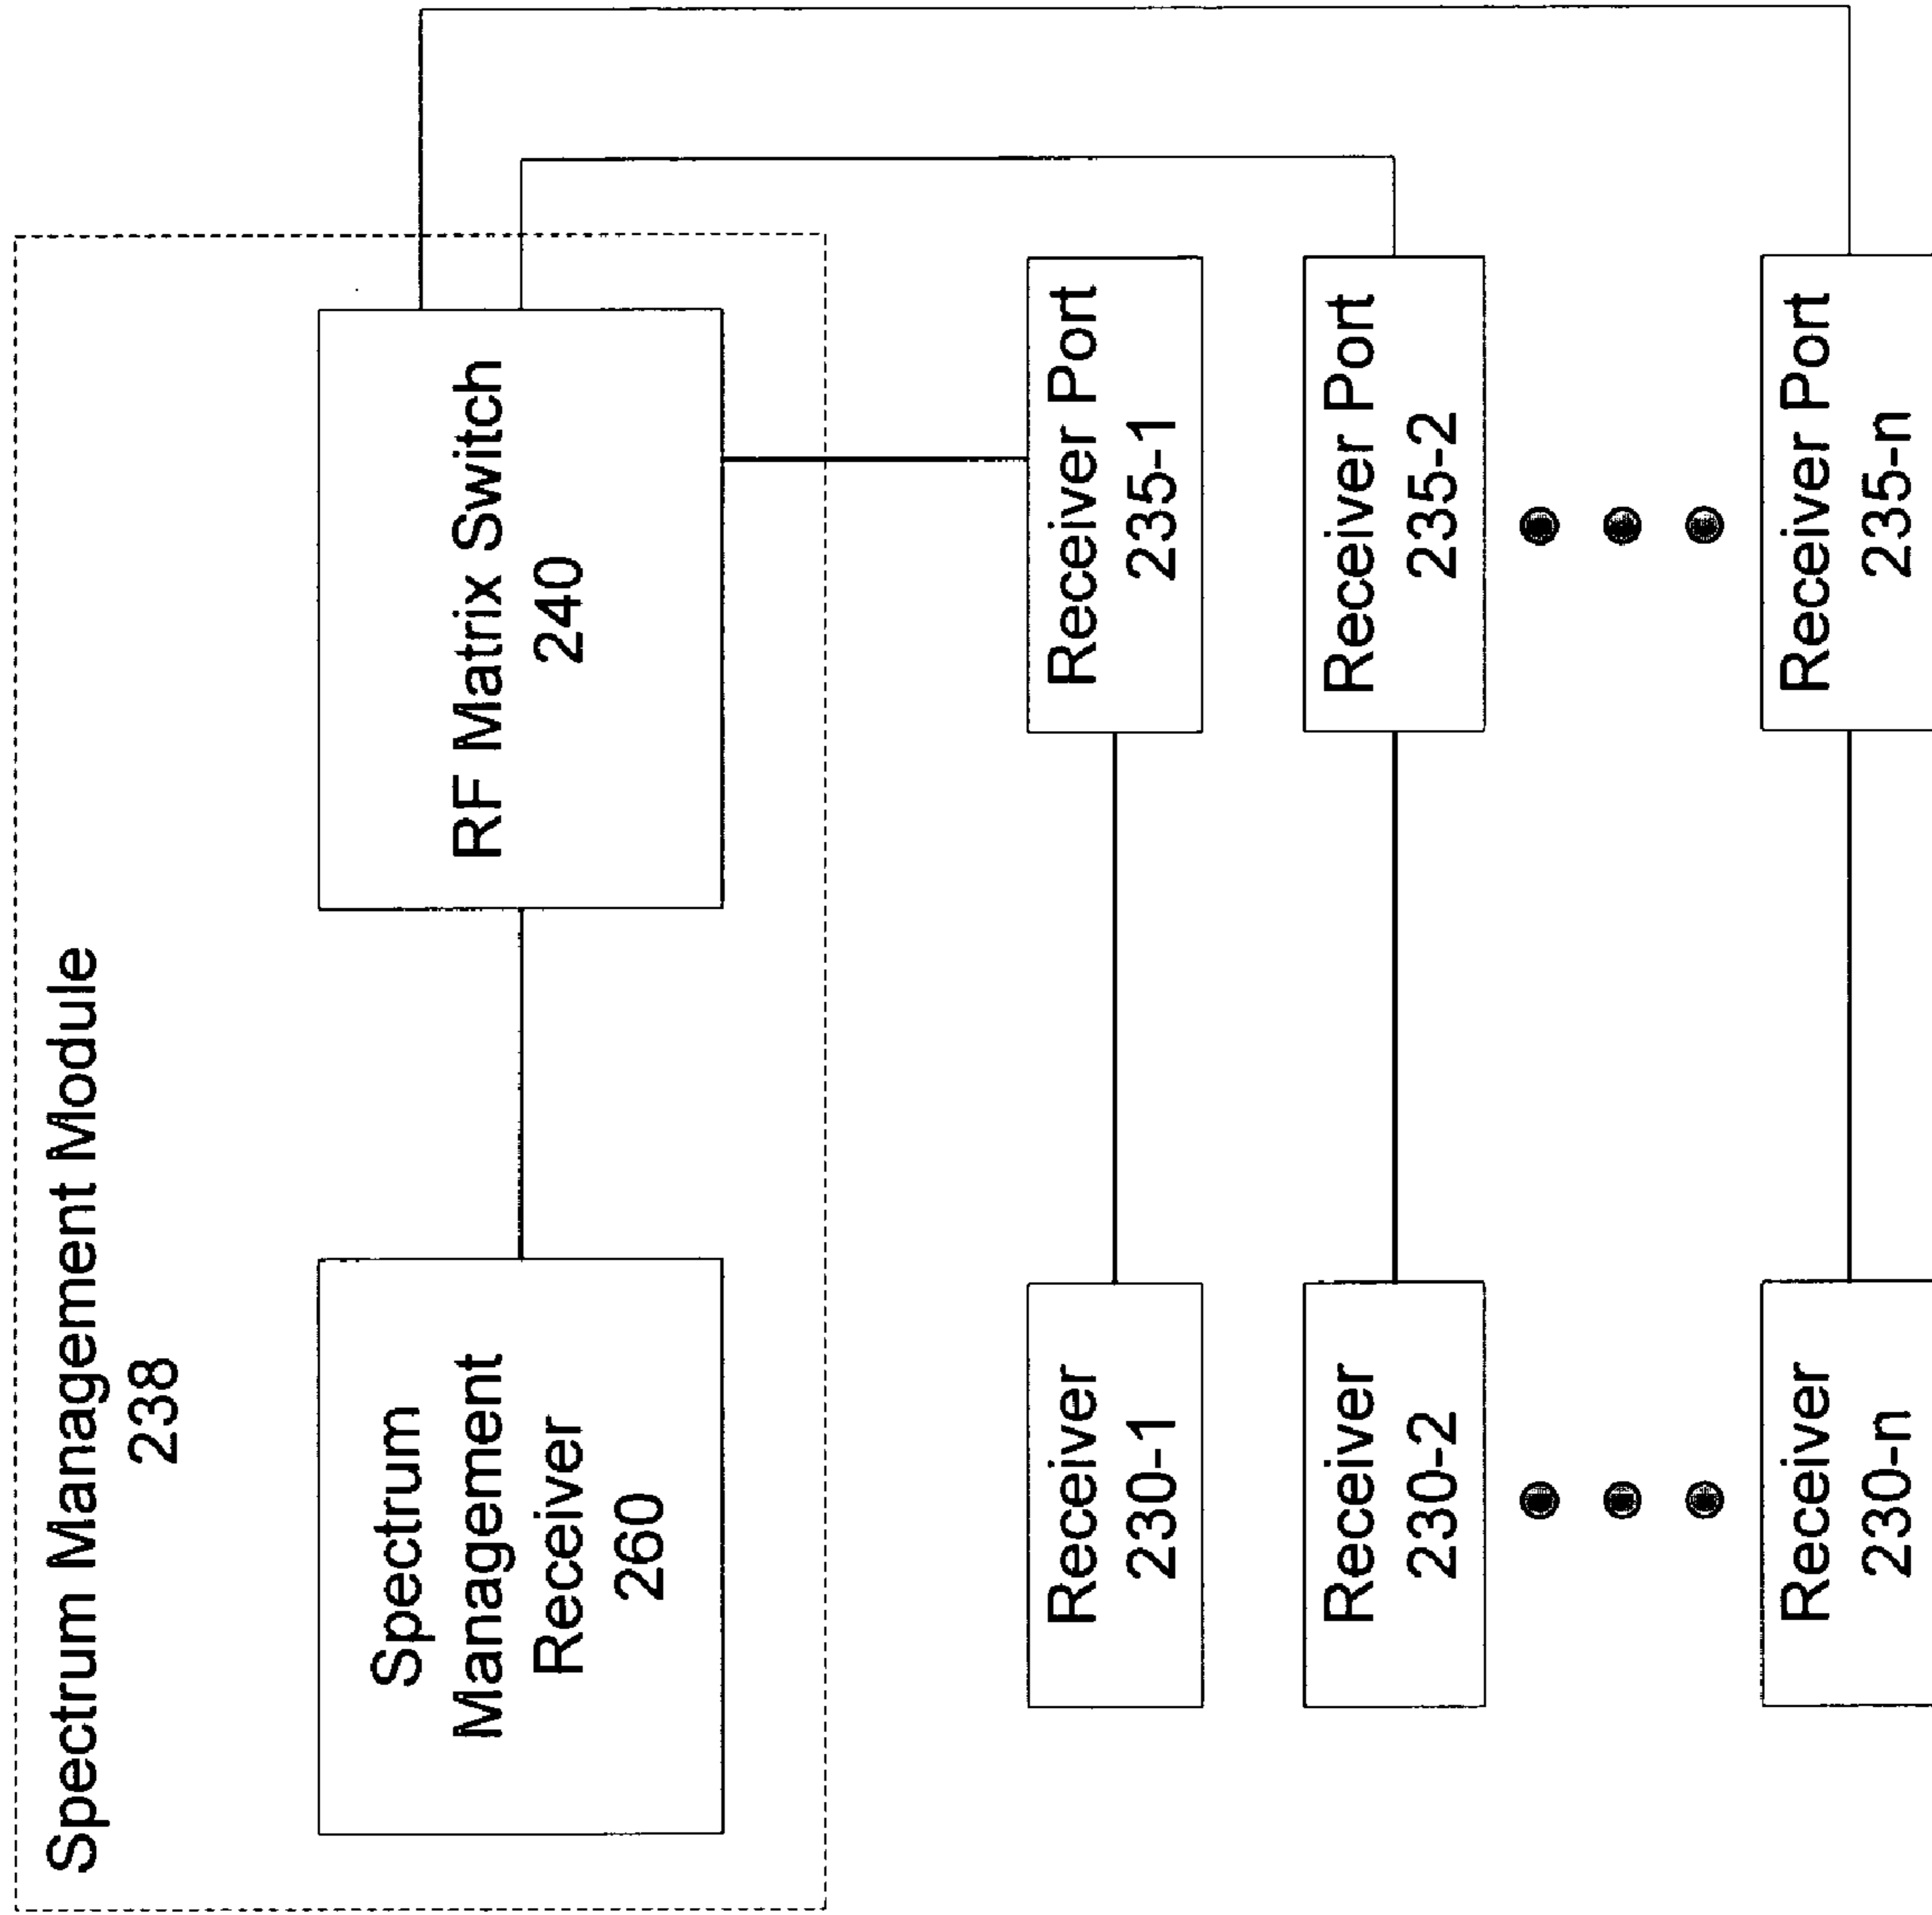 Spectrum Management Module
238
Spectrum
Management
Receiver
260
RF Matrix Switch
240
Receiver
230-1
Receiver Port
235-1
Receiver
230-2
Receiver Port
235-2
Receiver
230-n
Receiver Port
235-n